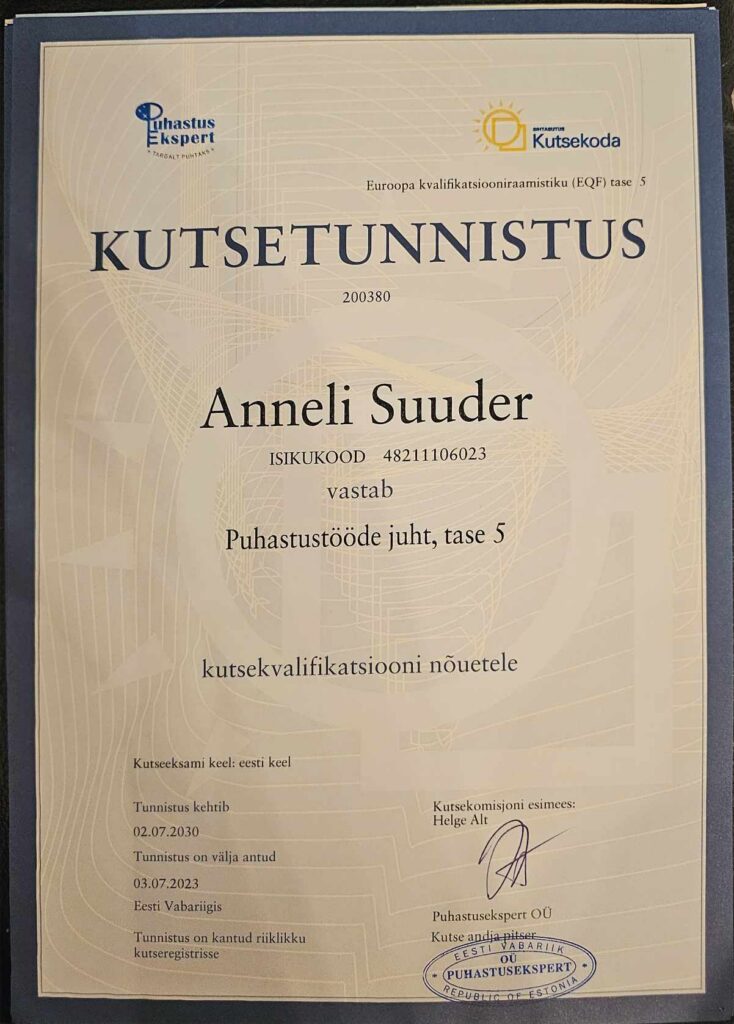 Puhastus
Ekspert
• TARGALT PUHTAKS •
SIHTASUTUS
Kutsekoda
Euroopa kvalifikatsiooniraamistiku (EQF) tase 5
KUTSETUNNISTUS
200380
Anneli Suuder
ISIKUKOOD 48211106023
vastab
Puhastustööde juht, tase 5
kutsekvalifikatsiooni nõuetele
Kutseeksami keel: eesti keel
Tunnistus kehtib
02.07.2030
Tunnistus on välja antud
03.07.2023
Eesti Vabariigis
Tunnistus on kantud riiklikku
kutseregistrisse
Kutsekomisjoni esimees:
Helge Alt
Puhastusekspert OÜ
Kutse andja pitser
EESTI VABARIIK
OÜ
PUHASTUSEKSPERT
REPUBLIC OF ESTONIA